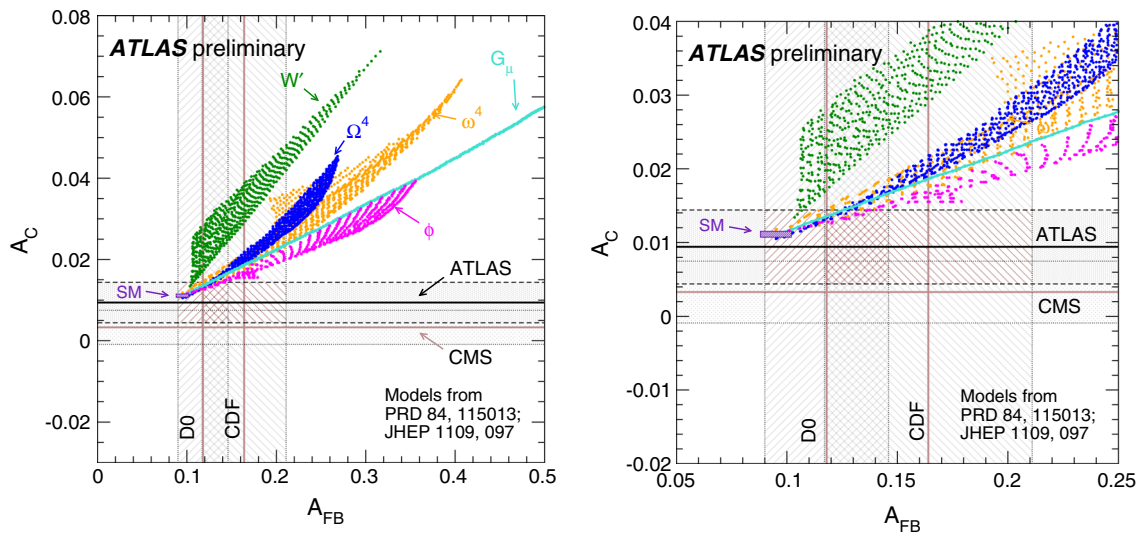 ATLAS preliminary
A_C
0.08
0.06
0.04
0.02
0
-0.02
W′
Ω⁴
ω⁴
G_μ
φ
SM
ATLAS
CMS
D0
CDF
Models from
PRD 84, 115013;
JHEP 1109, 097
0 0.1 0.2 0.3 0.4 0.5
A_FB
ATLAS preliminary
A_C
0.04
0.03
0.02
0.01
0
-0.01
-0.02
ω
SM
ATLAS
CMS
D0
CDF
Models from
PRD 84, 115013;
JHEP 1109, 097
0.05 0.1 0.15 0.2 0.25
A_FB